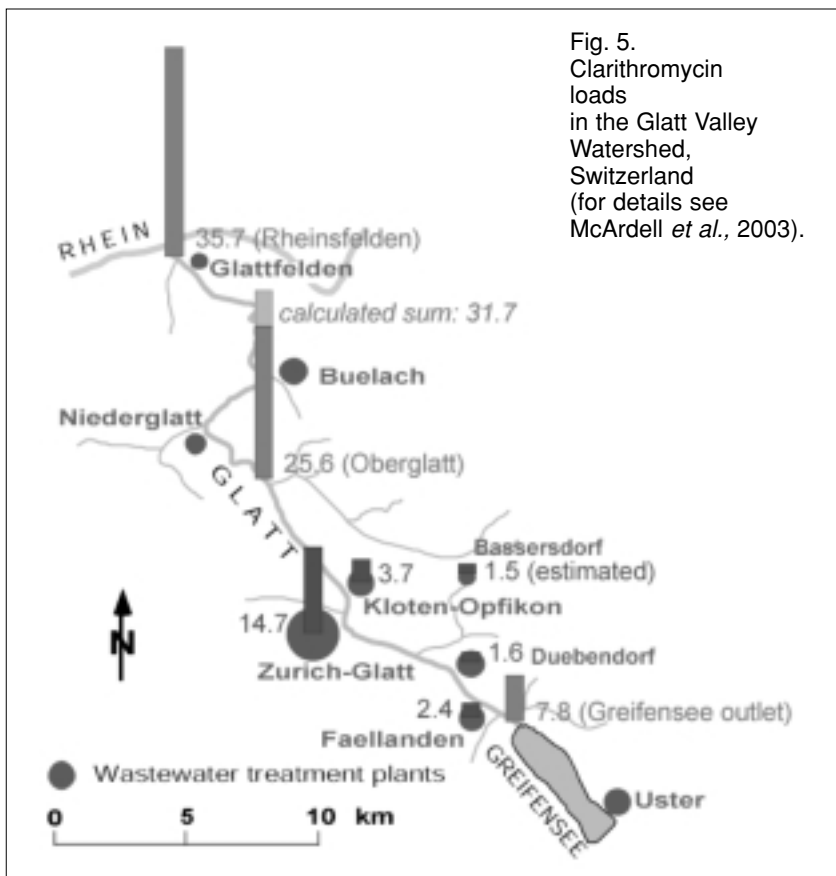 Fig. 5.
Clarithromycin
loads
in the Glatt Valley
Watershed,
Switzerland
(for details see
McArdell et al., 2003).
RHEIN
35.7 (Rheinsfelden)
Glattfelden
calculated sum: 31.7
Buelach
Niederglatt
25.6 (Oberglatt)
GLATT
Bassersdorf
3.7
1.5 (estimated)
Kloten-Opfikon
14.7
N
Zurich-Glatt
1.6 Duebendorf
2.4
7.8 (Greifensee outlet)
Faellanden
GREIFENSEE
Wastewater treatment plants
Uster
0 5 10 km